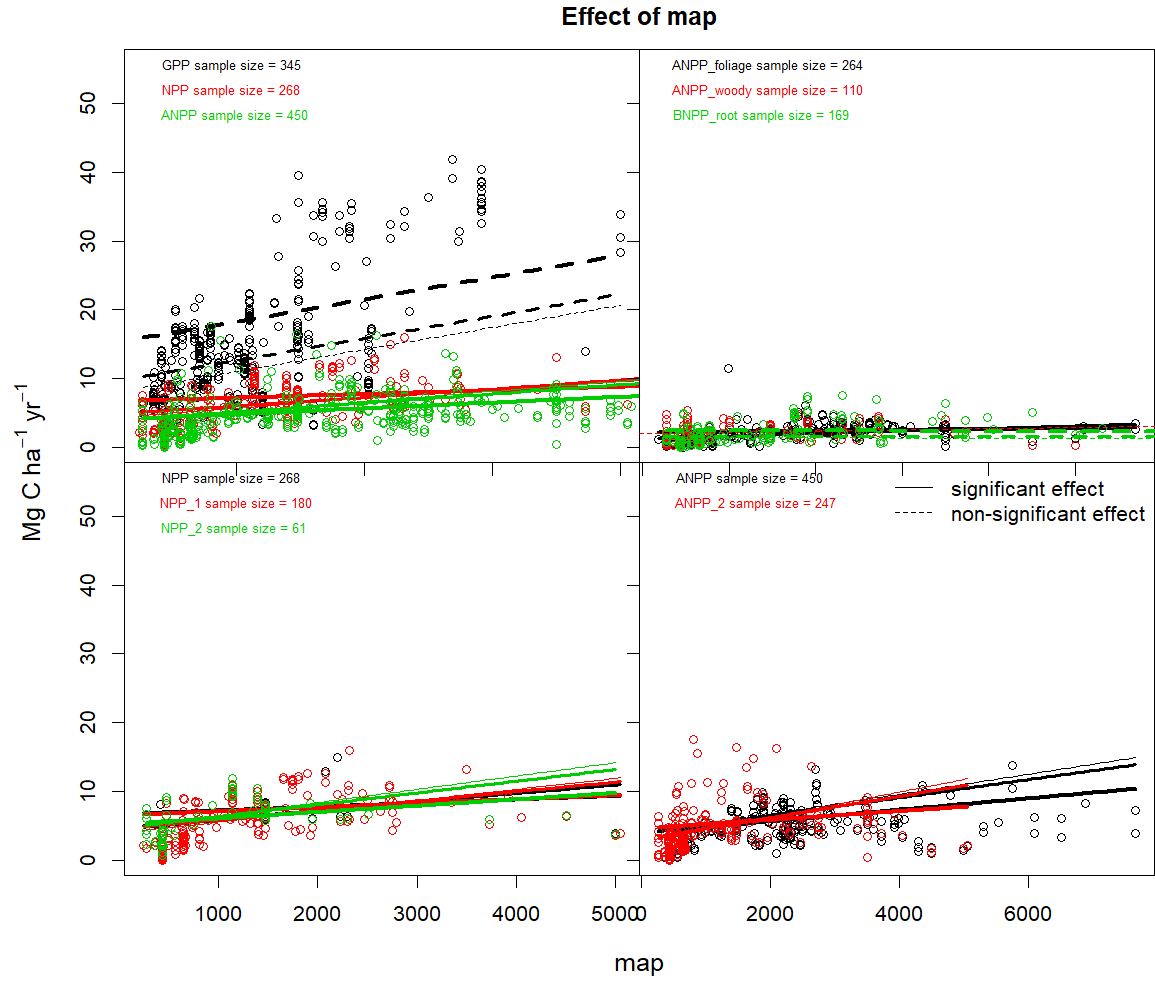 Effect of map
GPP sample size = 345
NPP sample size = 268
ANPP sample size = 450
ANPP_foliage sample size = 264
ANPP_woody sample size = 110
BNPP_root sample size = 169
0 10 20 30 40 50
Mg C ha⁻¹ yr⁻¹
NPP sample size = 268
NPP_1 sample size = 180
NPP_2 sample size = 61
ANPP sample size = 450
ANPP_2 sample size = 247
significant effect
non-significant effect
0 10 20 30 40 50
1000 2000 3000 4000 5000
0 2000 4000 6000
map